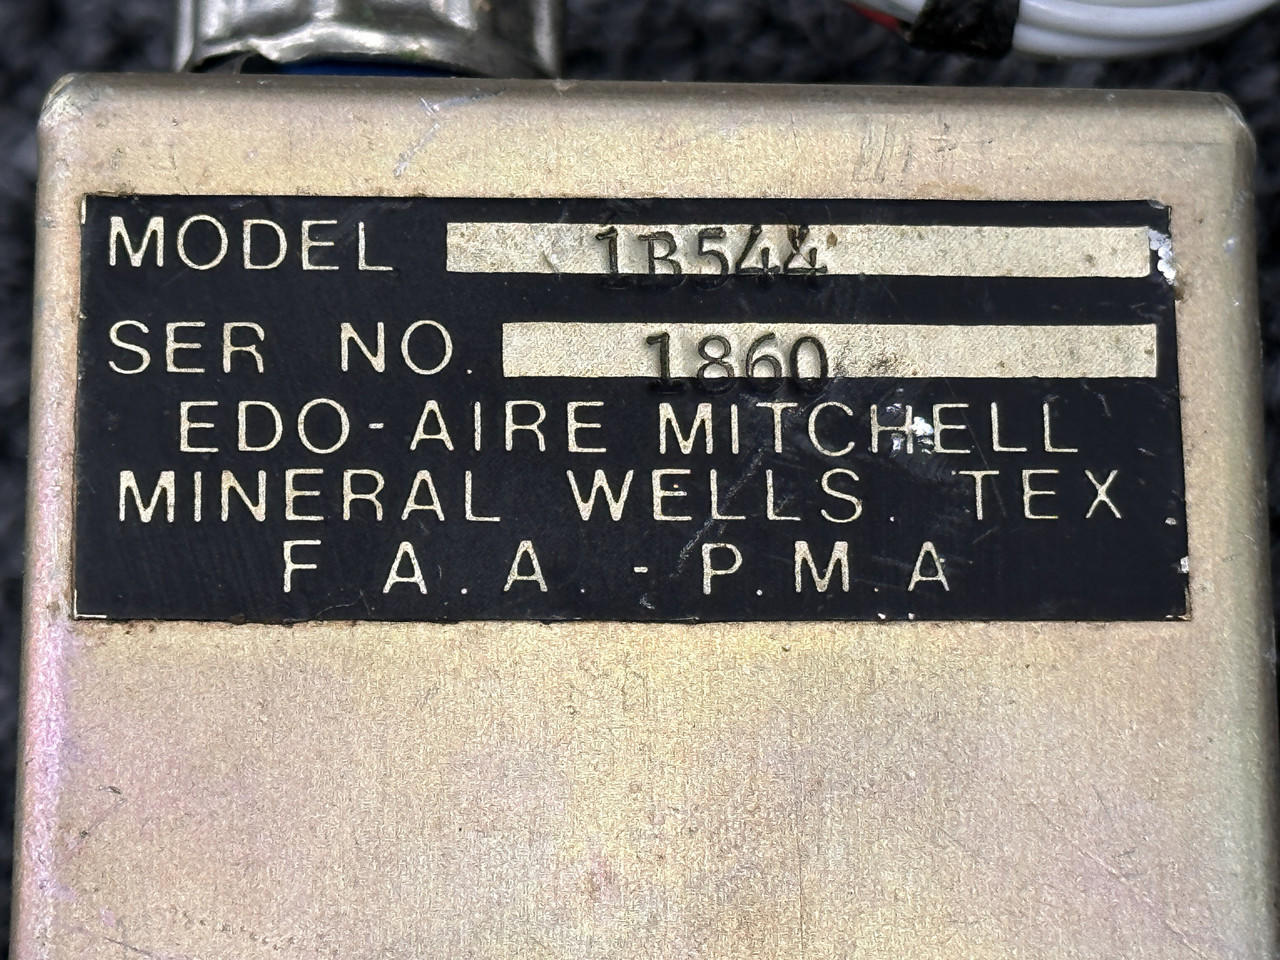 MODEL 1B544
SER NO. 1860
EDO-AIRE MITCHELL
MINERAL WELLS. TEX.
F.A.A.-P.M.A.